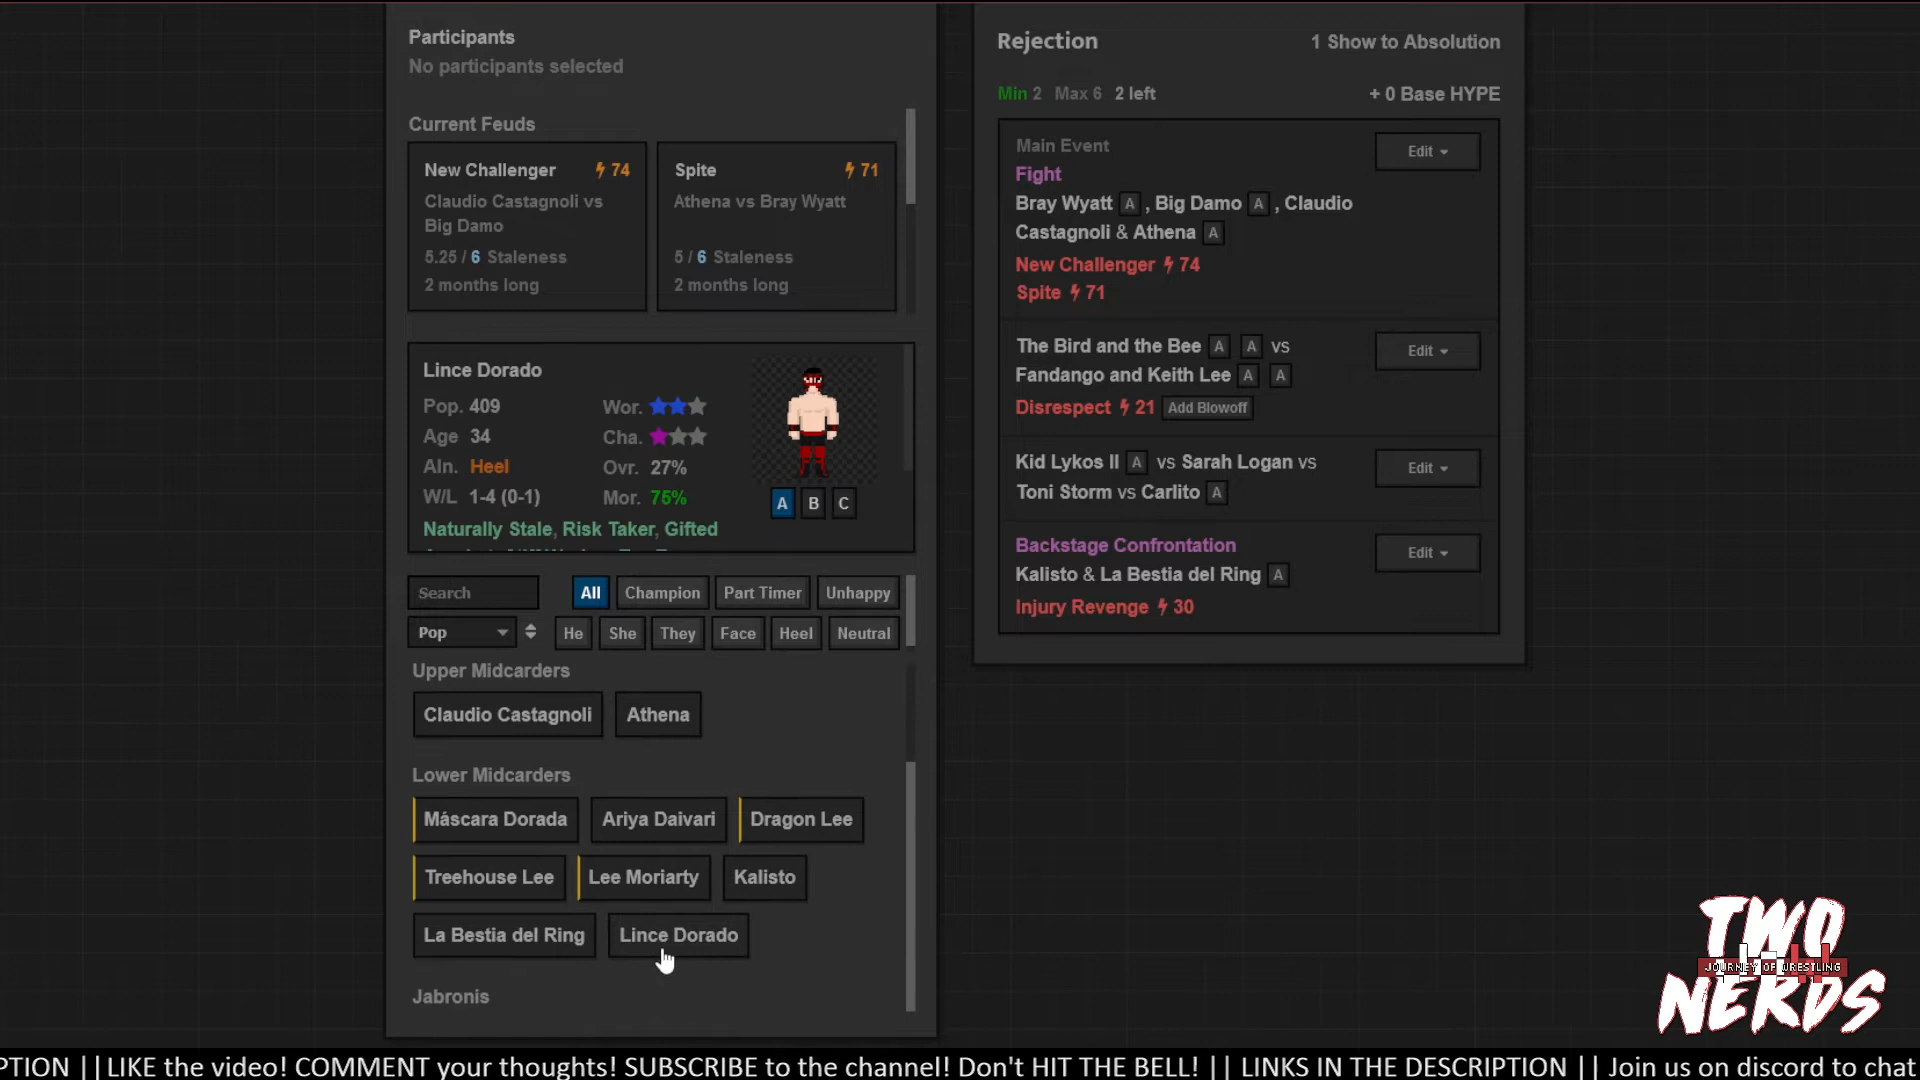 Participants
No participants selected
Current Feuds
New Challenger 74
Claudio Castagnoli vs
Big Damo
5.25 / 6 Staleness
2 months long
Spite 71
Athena vs Bray Wyatt
5 / 6 Staleness
2 months long
Lince Dorado
Pop. 409
Age 34
Aln. Heel
W/L 1-4 (0-1)
Wor.
Cha.
Ovr. 27%
Mor. 75%
A B C
Naturally Stale, Risk Taker, Gifted
Search
All Champion Part Timer Unhappy
Pop
He She They Face Heel Neutral
Upper Midcarders
Claudio Castagnoli Athena
Lower Midcarders
Máscara Dorada Ariya Daivari Dragon Lee
Treehouse Lee Lee Moriarty Kalisto
La Bestia del Ring Lince Dorado
Jabronis
Rejection 1 Show to Absolution
Min 2 Max 6 2 left + 0 Base HYPE
Main Event Edit
Fight
Bray Wyatt A , Big Damo A , Claudio
Castagnoli & Athena A
New Challenger 74
Spite 71
The Bird and the Bee A A vs Edit
Fandango and Keith Lee A A
Disrespect 21 Add Blowoff
Kid Lykos II A vs Sarah Logan vs Edit
Toni Storm vs Carlito A
Backstage Confrontation Edit
Kalisto & La Bestia del Ring A
Injury Revenge 30
TWO
JOURNEY OF WRESTLING
NERDS
PTION ||LIKE the video! COMMENT your thoughts! SUBSCRIBE to the channel! Don't HIT THE BELL! || LINKS IN THE DESCRIPTION || Join us on discord to chat